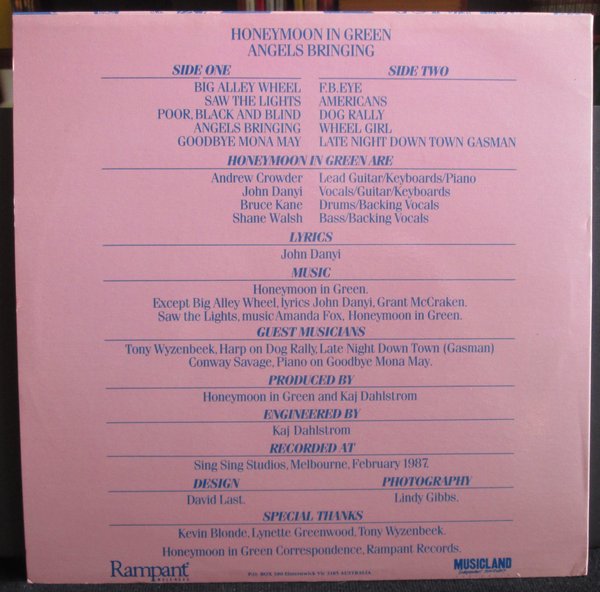 HONEYMOON IN GREEN
ANGELS BRINGING
SIDE ONE
BIG ALLEY WHEEL
SAW THE LIGHTS
POOR, BLACK AND BLIND
ANGELS BRINGING
GOODBYE MONA MAY
SIDE TWO
F.B.EYE
AMERICANS
DOG RALLY
WHEEL GIRL
LATE NIGHT DOWN TOWN GASMAN
HONEYMOON IN GREEN ARE
Andrew Crowder Lead Guitar/Keyboards/Piano
John Danyi Vocals/Guitar/Keyboards
Bruce Kane Drums/Backing Vocals
Shane Walsh Bass/Backing Vocals
LYRICS
John Danyi
MUSIC
Honeymoon in Green.
Except Big Alley Wheel, lyrics John Danyi, Grant McCraken.
Saw the Lights, music Amanda Fox, Honeymoon in Green.
GUEST MUSICIANS
Tony Wyzenbeek, Harp on Dog Rally, Late Night Down Town (Gasman)
Conway Savage, Piano on Goodbye Mona May.
PRODUCED BY
Honeymoon in Green and Kaj Dahlstrom
ENGINEERED BY
Kaj Dahlstrom
RECORDED AT
Sing Sing Studios, Melbourne, February 1987.
DESIGN
David Last.
PHOTOGRAPHY
Lindy Gibbs.
SPECIAL THANKS
Kevin Blonde, Lynette Greenwood, Tony Wyzenbeek.
Honeymoon in Green Correspondence, Rampant Records.
Rampant
RECORDS
P.O. BOX Vic 3185 AUSTRALIA
MUSICLAND